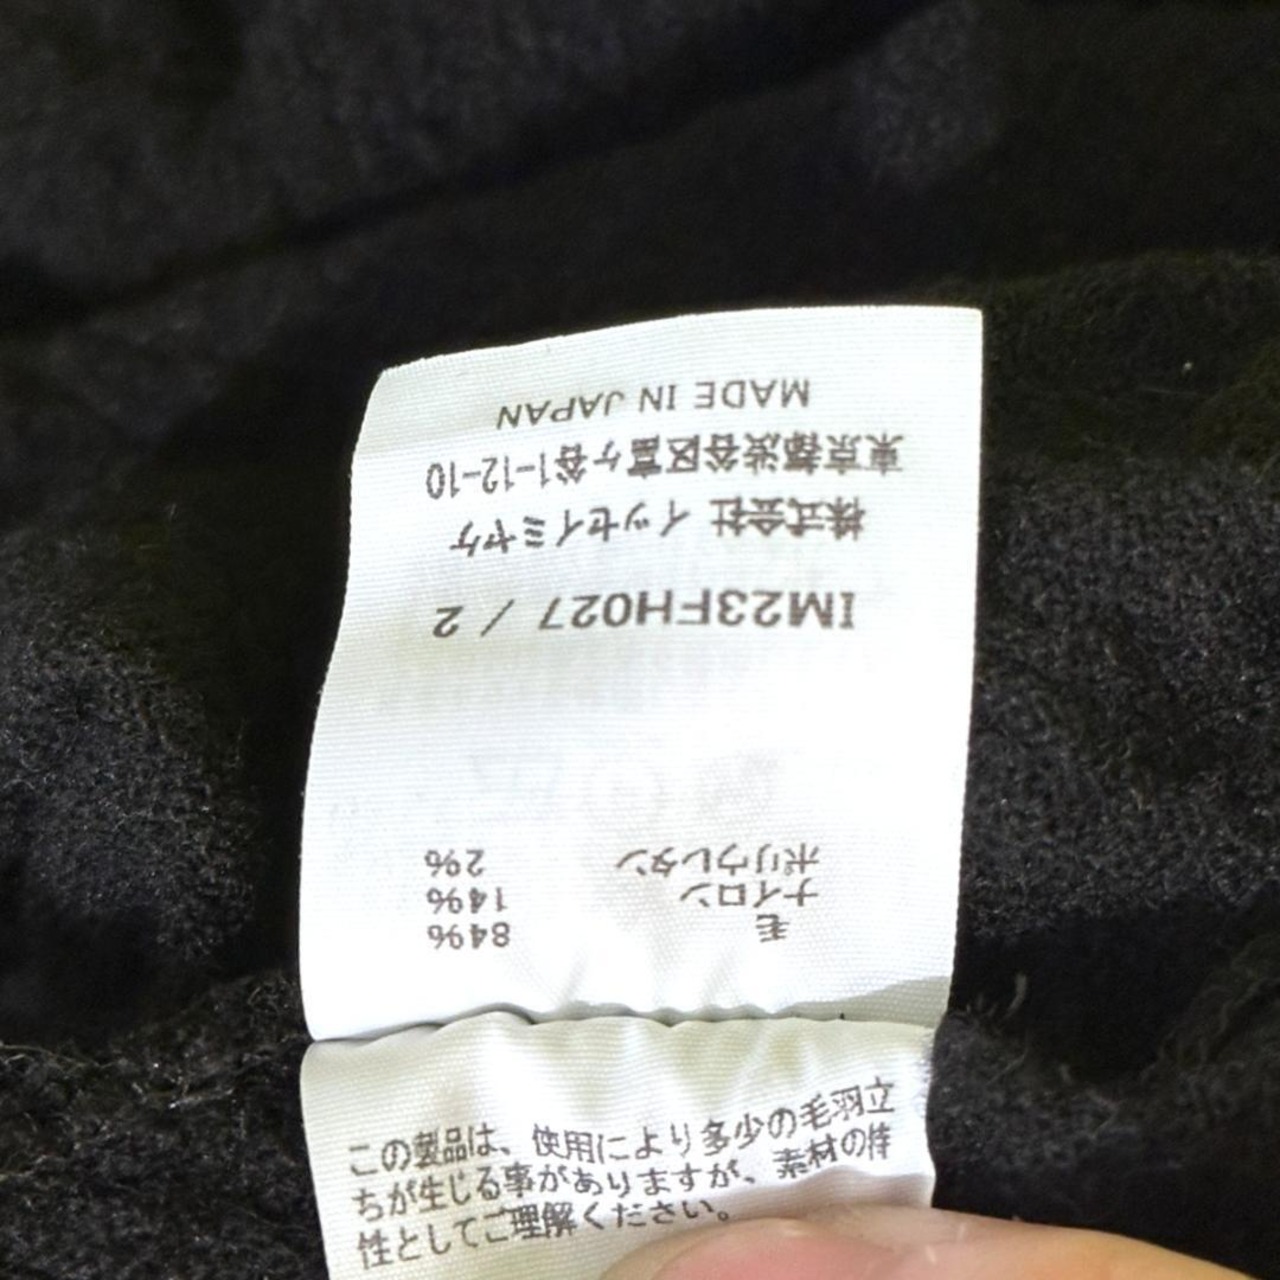 毛 84%
ナイロン 14%
ポリウレタン 2%
IM23FH027 / 2
株式会社 イッセイミヤケ
東京都渋谷区富ヶ谷1-12-10
MADE IN JAPAN
この製品は、使用により多少の毛羽立
ちが生じる事がありますが、素材の特
性としてご理解ください。